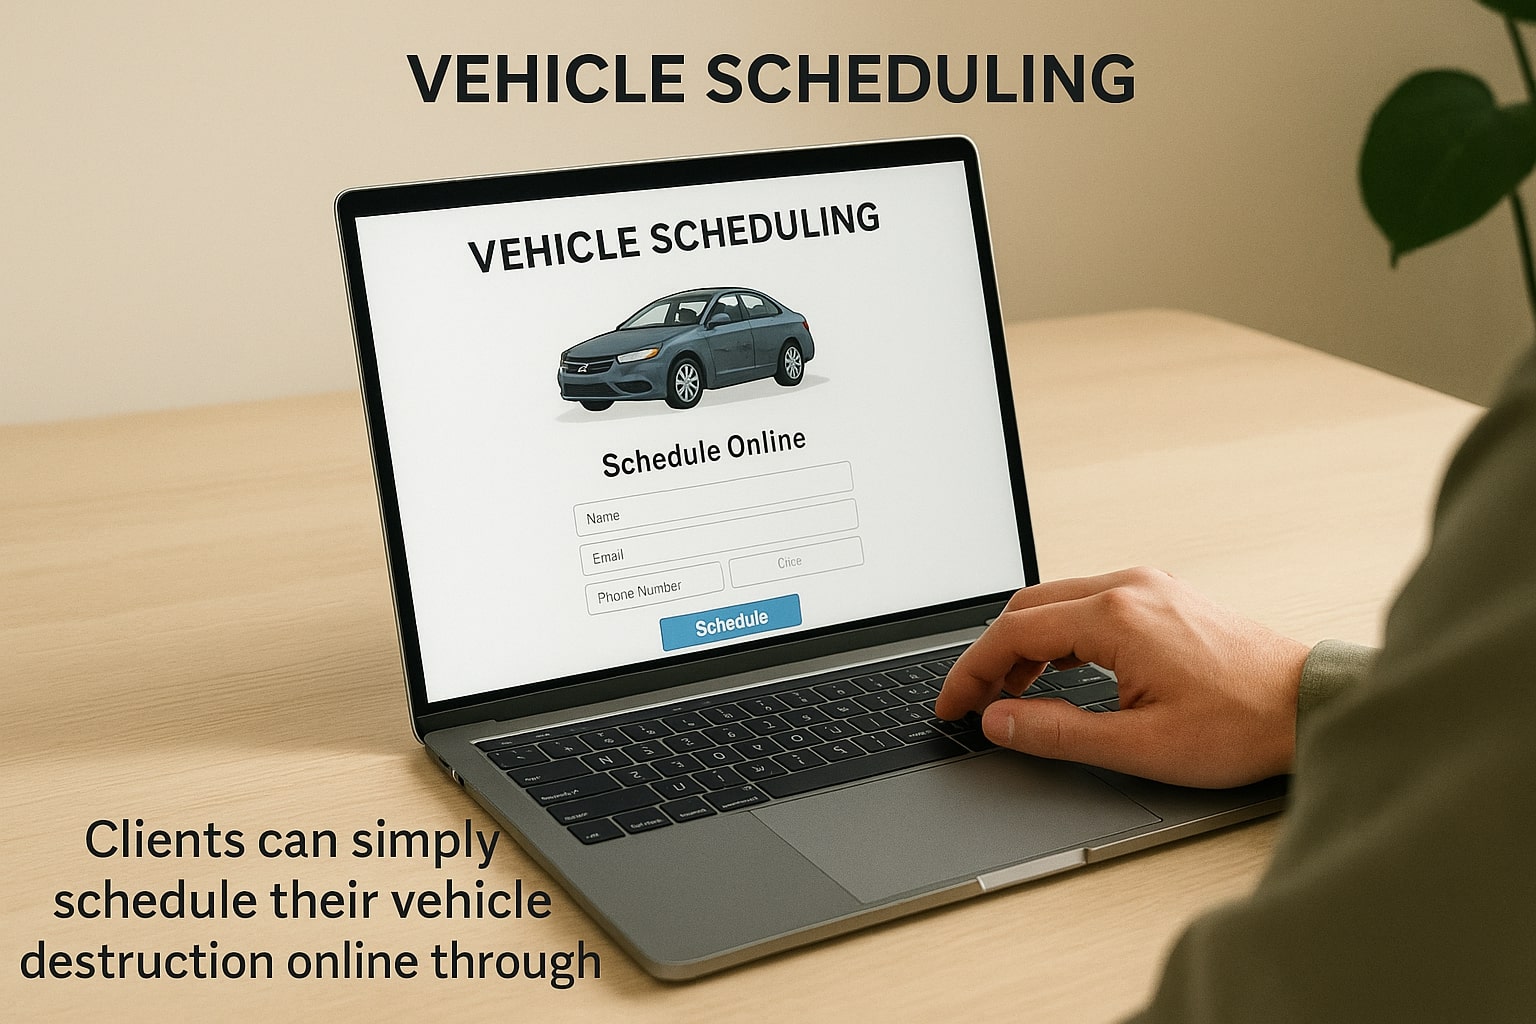 VEHICLE SCHEDULING
VEHICLE SCHEDULING
Schedule Online
Name
Email
Phone Number
Schedule
Clients can simply
schedule their vehicle
destruction online through